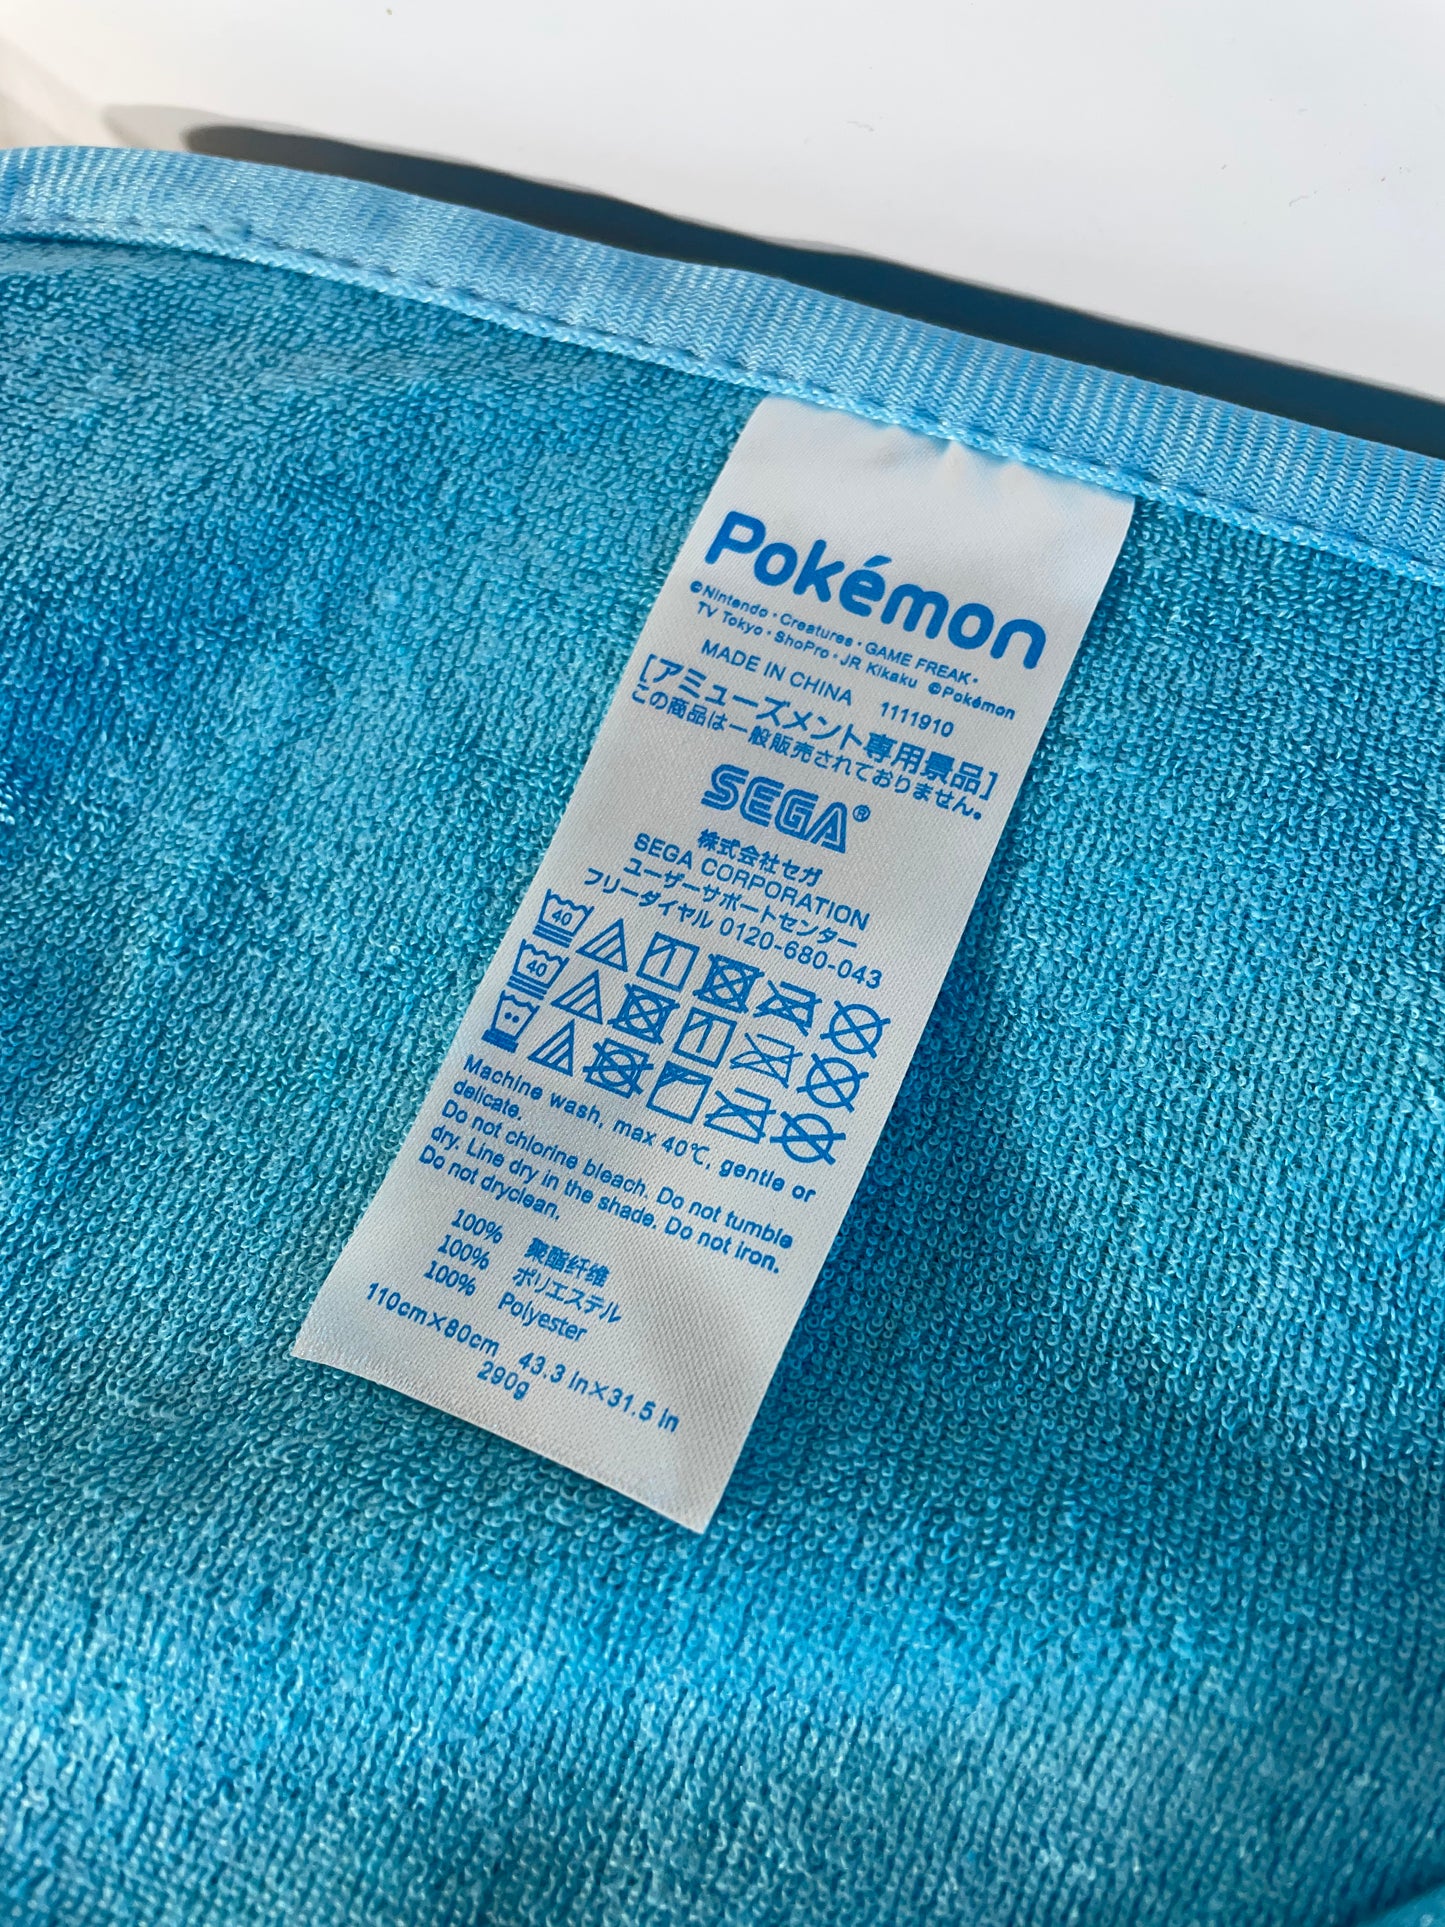 Pokémon
©Nintendo・Creatures・GAME FREAK・
TV Tokyo・ShoPro・JR Kikaku ©Pokémon
MADE IN CHINA 1111910
[アミューズメント専用景品]
この商品は一般販売されておりません。
SEGA®
株式会社セガ
SEGA CORPORATION
ユーザーサポートセンター
フリーダイヤル 0120-680-043
40
40
Machine wash, max 40℃, gentle or
delicate.
Do not chlorine bleach. Do not tumble
dry. Line dry in the shade. Do not iron.
Do not dryclean.
100% 聚酯纤维
100% ポリエステル
100% Polyester
110cm×80cm 43.3 in×31.5 in
290g